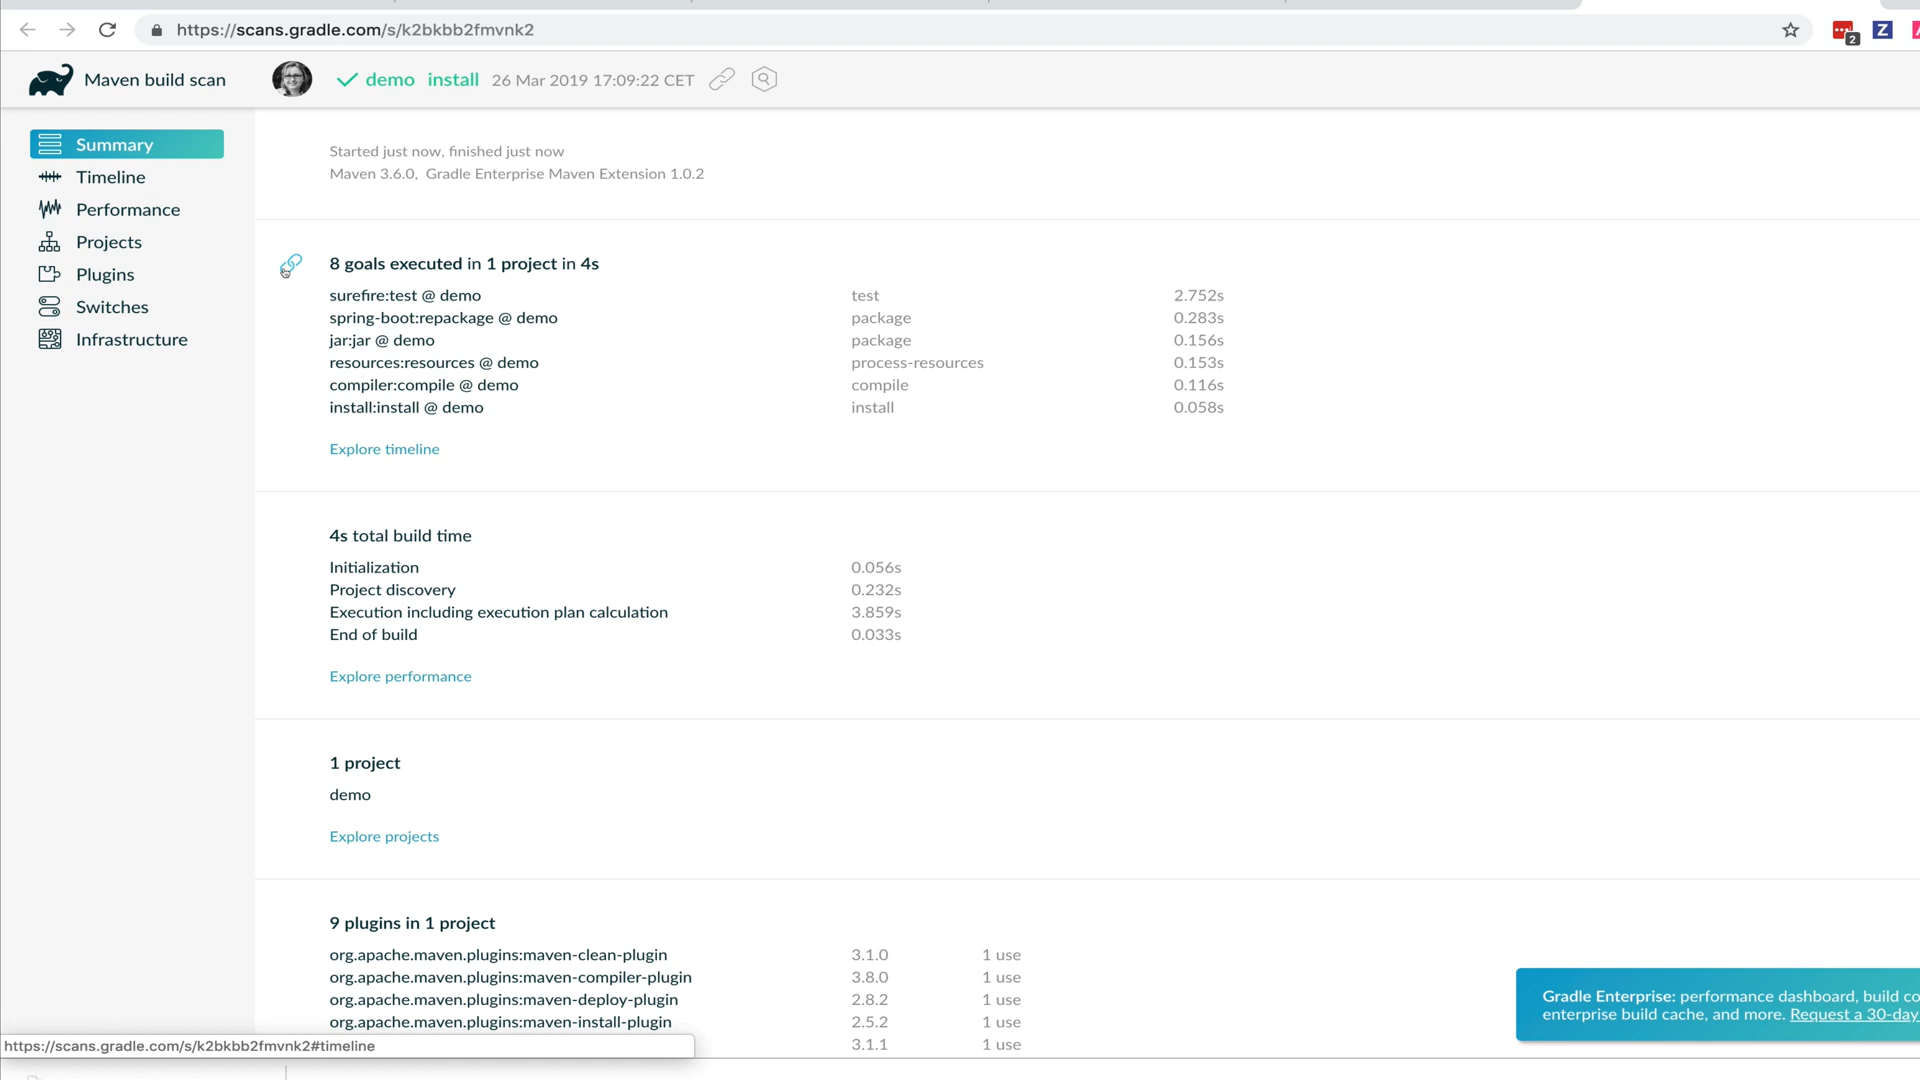 https://scans.gradle.com/s/k2bkbb2fmvnk2
2
Z
Maven build scan
demo install 26 Mar 2019 17:09:22 CET
Summary
Timeline
Performance
Projects
Plugins
Switches
Infrastructure
Started just now, finished just now
Maven 3.6.0, Gradle Enterprise Maven Extension 1.0.2
8 goals executed in 1 project in 4s
surefire:test @ demo test 2.752s
spring-boot:repackage @ demo package 0.283s
jar:jar @ demo package 0.156s
resources:resources @ demo process-resources 0.153s
compiler:compile @ demo compile 0.116s
install:install @ demo install 0.058s
Explore timeline
4s total build time
Initialization 0.056s
Project discovery 0.232s
Execution including execution plan calculation 3.859s
End of build 0.033s
Explore performance
1 project
demo
Explore projects
9 plugins in 1 project
org.apache.maven.plugins:maven-clean-plugin 3.1.0 1 use
org.apache.maven.plugins:maven-compiler-plugin 3.8.0 1 use
org.apache.maven.plugins:maven-deploy-plugin 2.8.2 1 use
org.apache.maven.plugins:maven-install-plugin 2.5.2 1 use
3.1.1 1 use
Gradle Enterprise: performance dashboard, build co
enterprise build cache, and more. Request a 30-day
https://scans.gradle.com/s/k2bkbb2fmvnk2#timeline